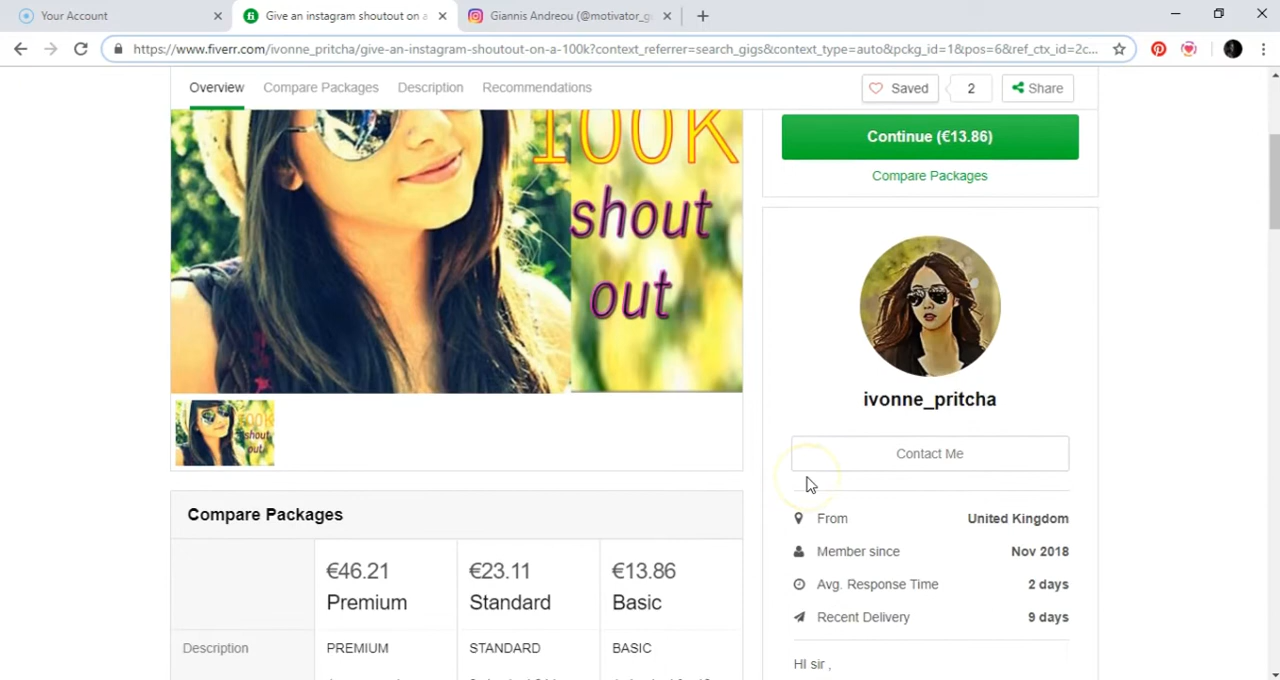 Your Account
Give an instagram shoutout on a
Giannis Andreou (@motivator_g
https://www.fiverr.com/ivonne_pritcha/give-an-instagram-shoutout-on-a-100k?context_referrer=search_gigs&context_type=auto&pckg_id=1&pos=6&ref_ctx_id=2c...
Overview Compare Packages Description Recommendations Saved 2 Share
100K
shout
out
Continue (€13.86)
Compare Packages
ivonne_pritcha
Contact Me
100K
shout
out
From United Kingdom
Member since Nov 2018
Avg. Response Time 2 days
Recent Delivery 9 days
HI sir ,
Compare Packages
€46.21 €23.11 €13.86
Premium Standard Basic
Description PREMIUM STANDARD BASIC